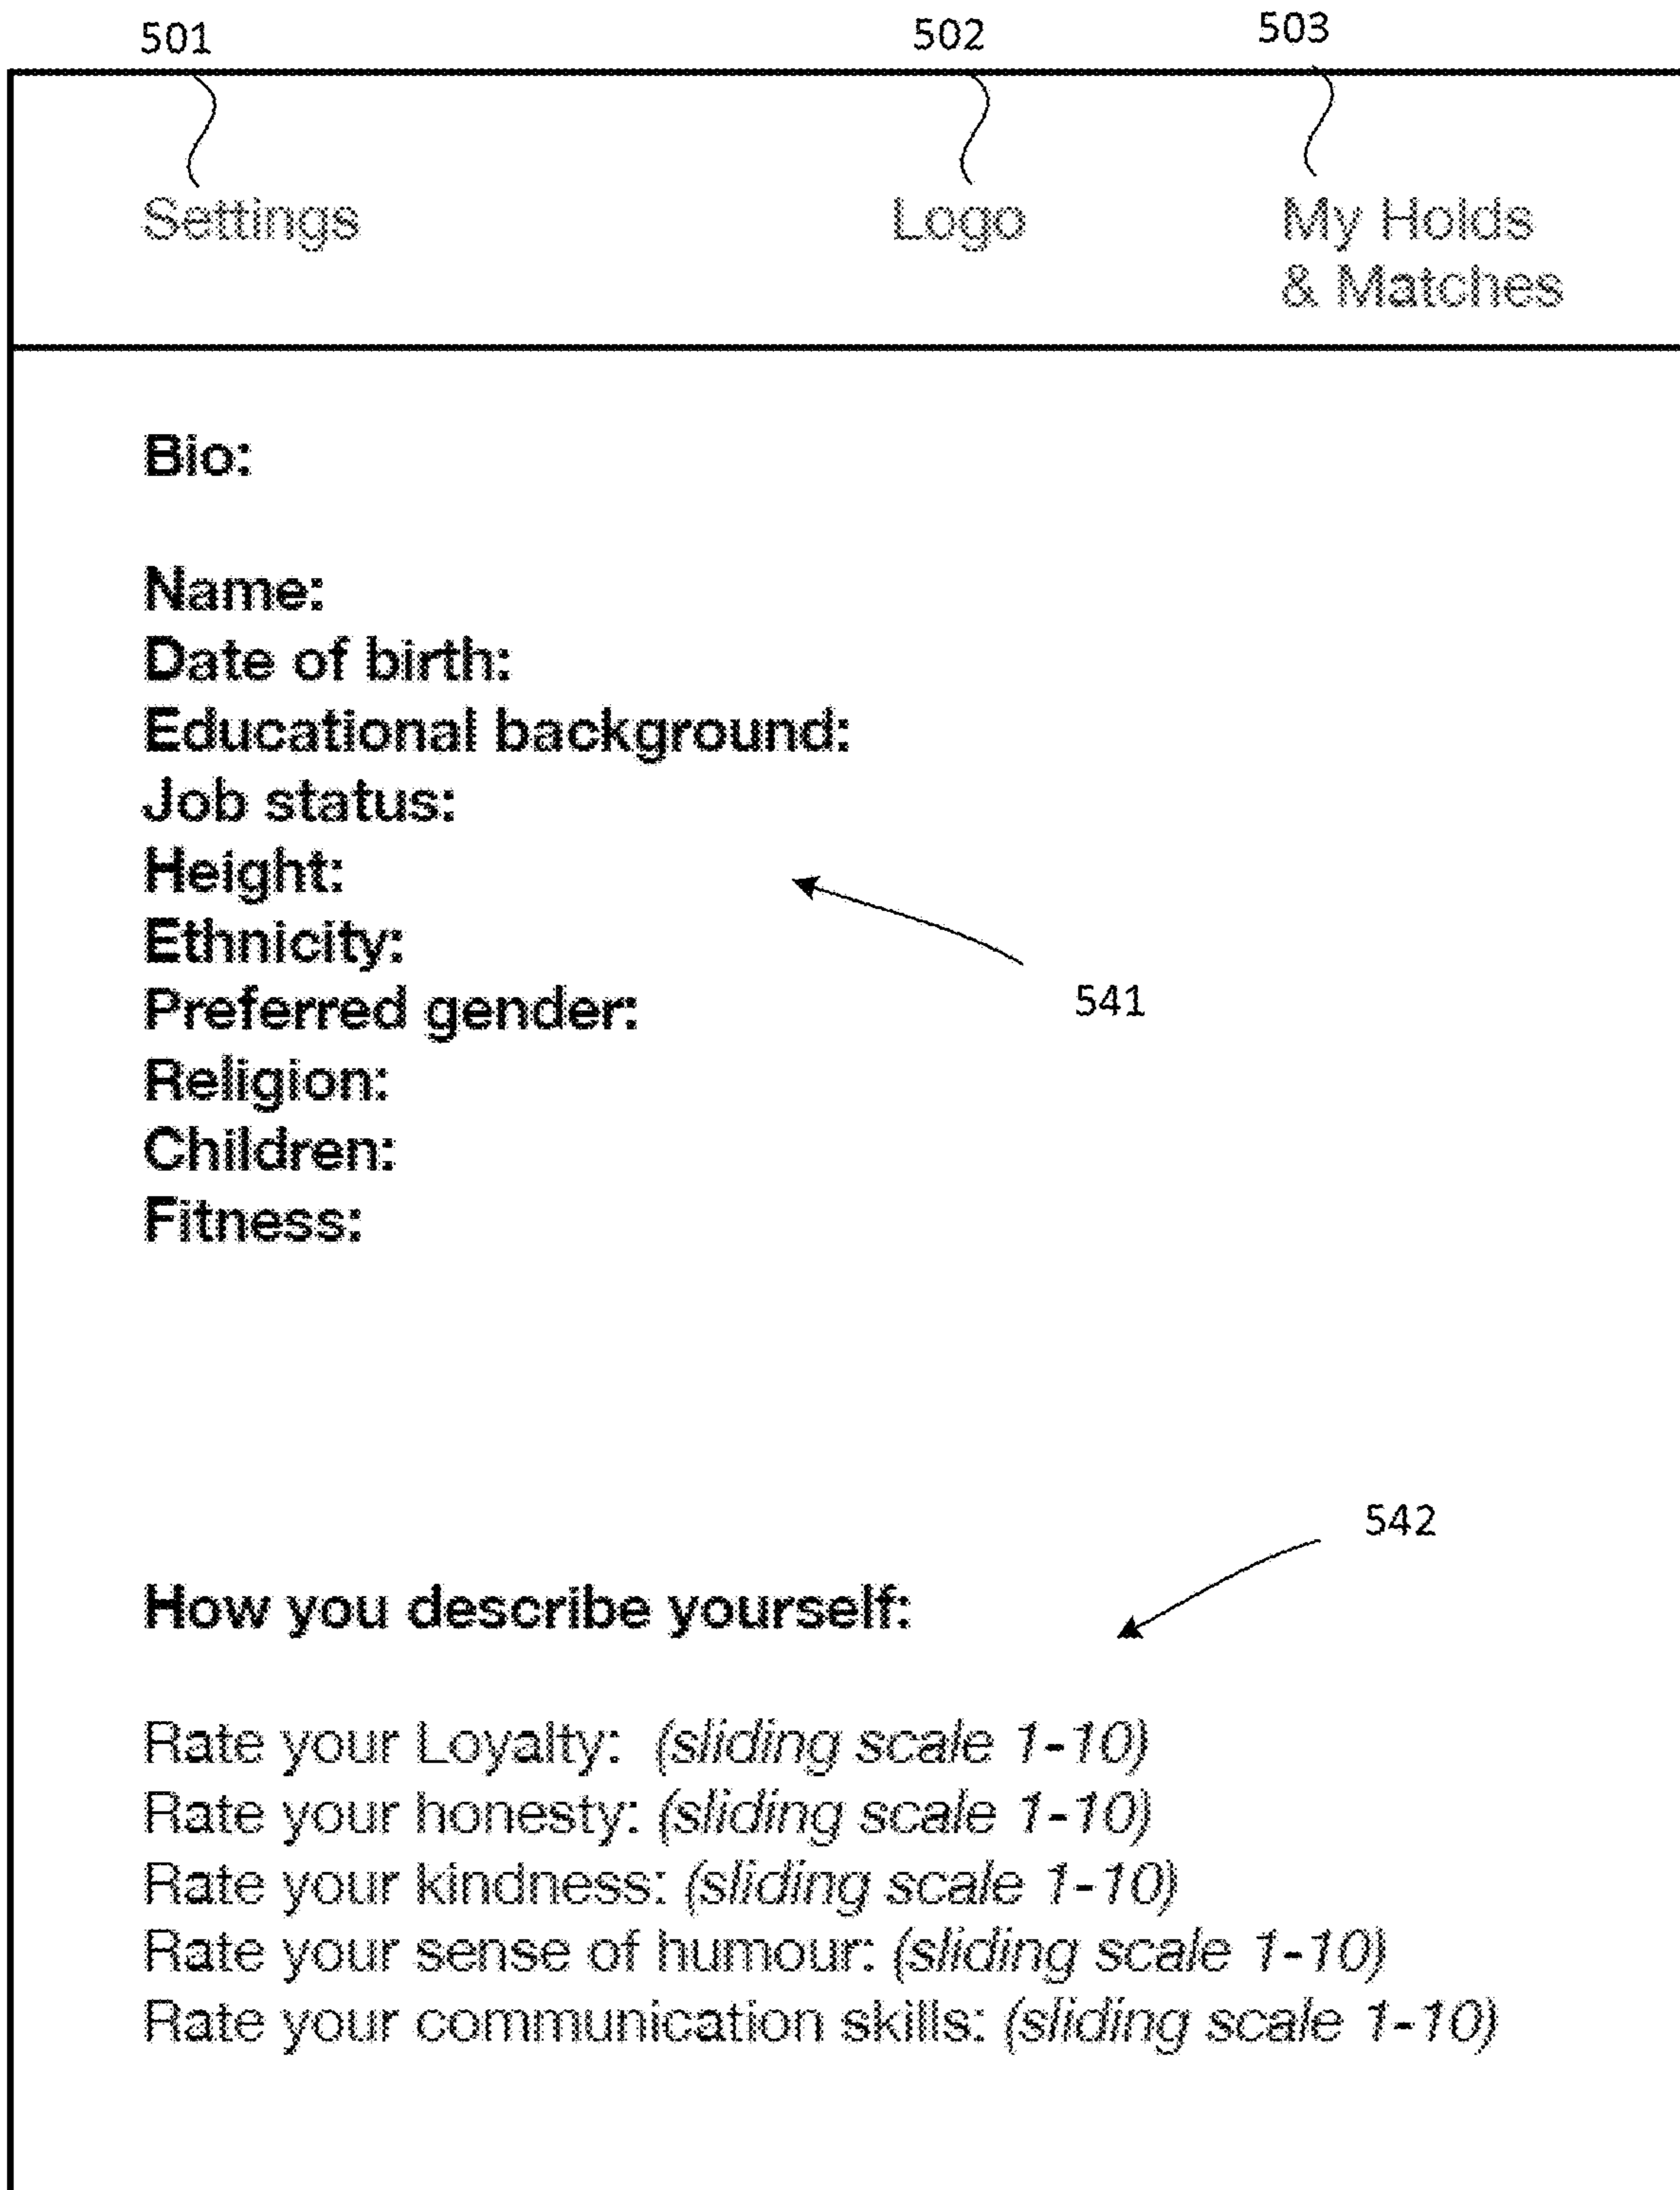 501 502 503
Settings Logo My Holds
& Matches
Bio:
Name:
Date of birth:
Educational background:
Job status:
Height:
Ethnicity:
541
Preferred gender:
Religion:
Children:
Fitness:
542
How you describe yourself:
Rate your Loyalty: (sliding scale 1-10)
Rate your honesty: (sliding scale 1-10)
Rate your kindness: (sliding scale 1-10)
Rate your sense of humour: (sliding scale 1-10)
Rate your communication skills: (sliding scale 1-10)